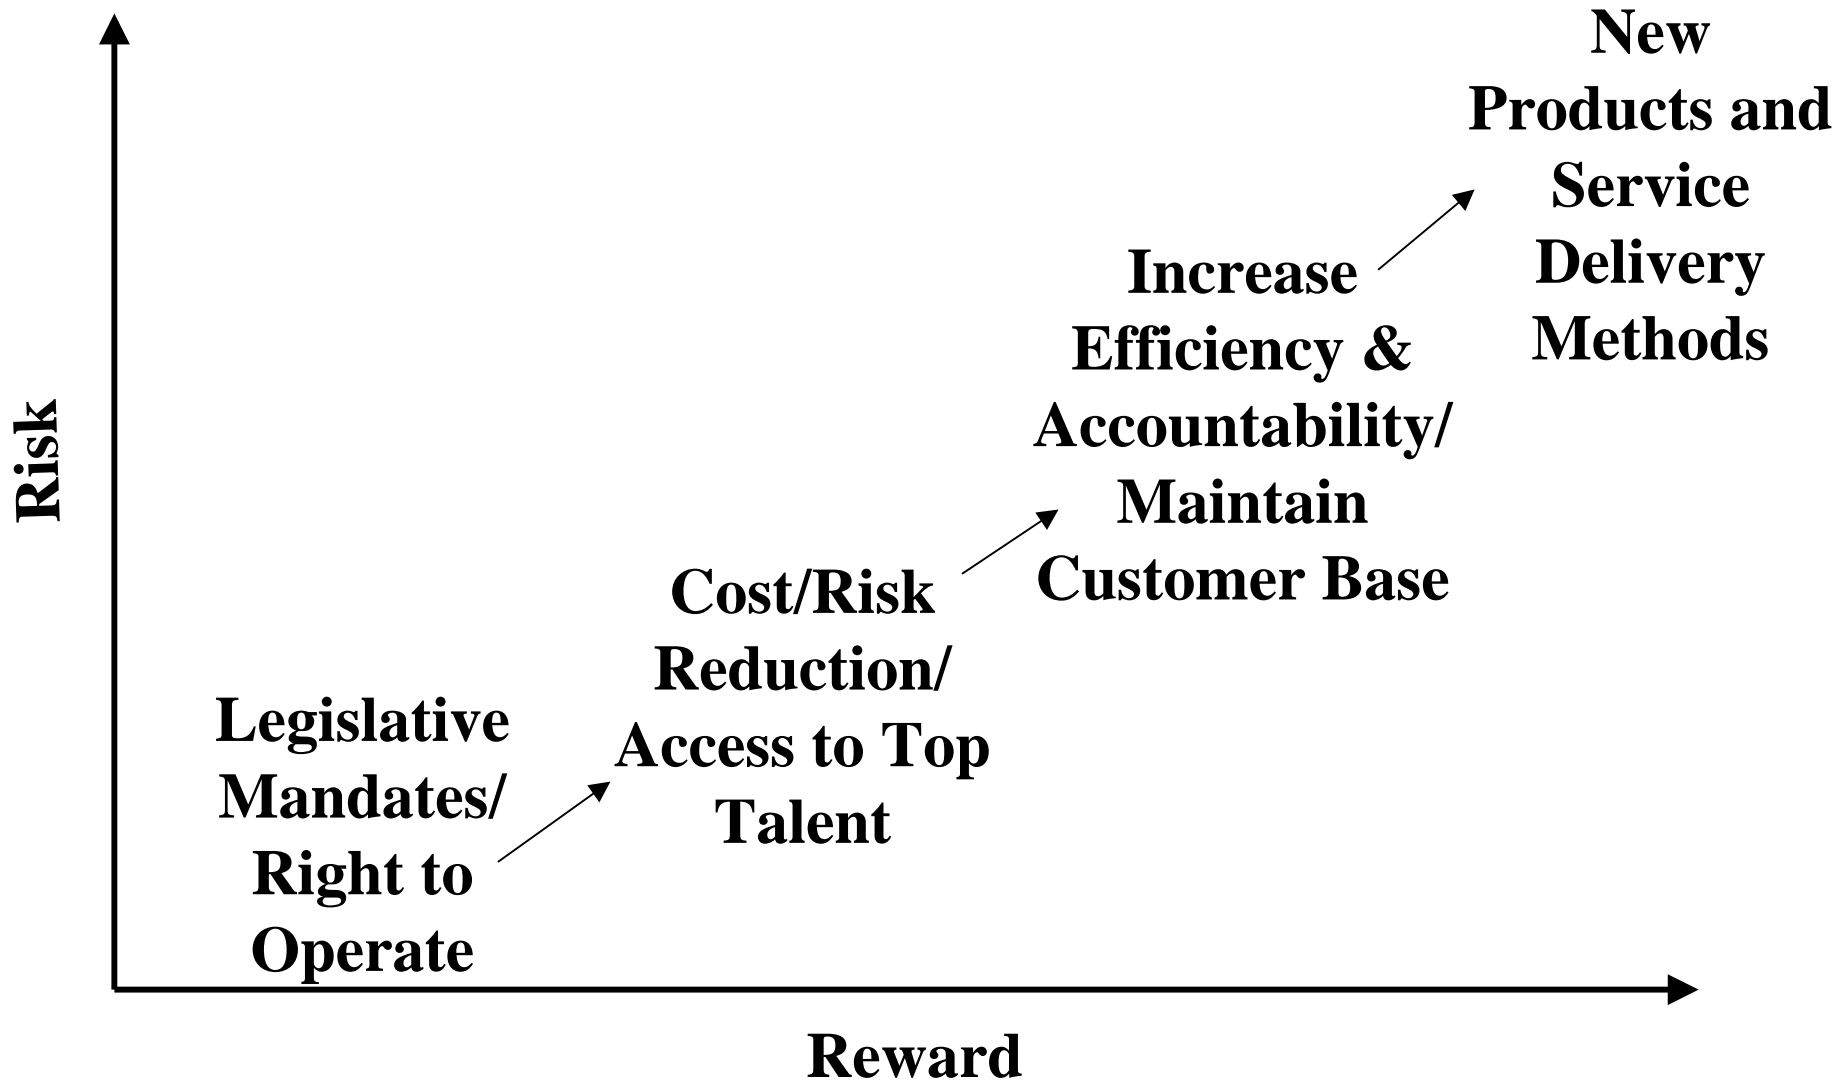 New
Products and
Service
Delivery
Methods
Increase
Efficiency &
Accountability/
Maintain
Customer Base
Cost/Risk
Reduction/
Access to Top
Talent
Legislative
Mandates/
Right to
Operate
Risk
Reward